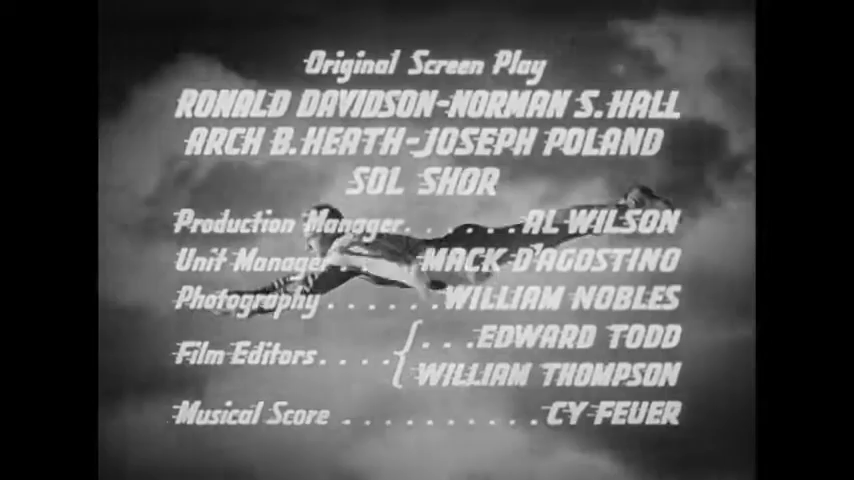 Original Screen Play
RONALD DAVIDSON-NORMAN S. HALL
ARCH B. HEATH-JOSEPH POLAND
SOL SHOR
Production Manager......AL WILSON
Unit Manager......MACK D'AGOSTINO
Photography.......WILLIAM NOBLES
Film Editors....{...EDWARD TODD
WILLIAM THOMPSON
Musical Score ...........CY FEUER